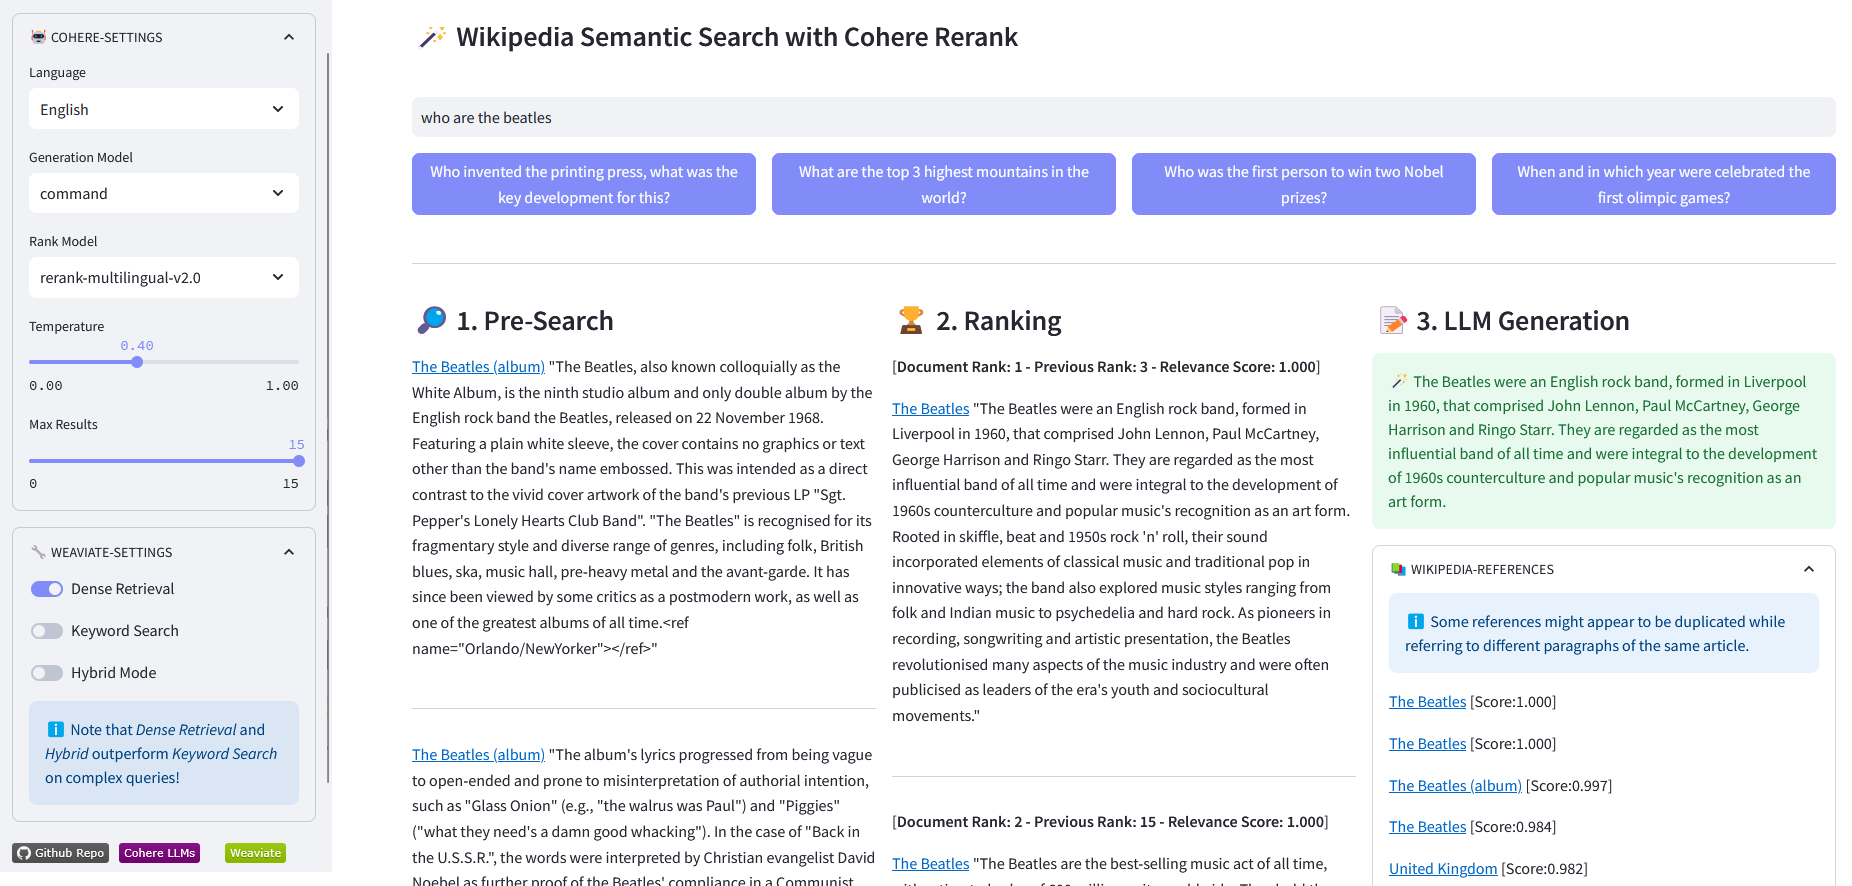 COHERE-SETTINGS
Language
English
Generation Model
command
Rank Model
rerank-multilingual-v2.0
Temperature
0.40
0.00 1.00
Max Results
15
0 15
WEAVIATE-SETTINGS
Dense Retrieval
Keyword Search
Hybrid Mode
Note that Dense Retrieval and
Hybrid outperform Keyword Search
on complex queries!
Github Repo Cohere LLMs Weaviate
Wikipedia Semantic Search with Cohere Rerank
who are the beatles
Who invented the printing press, what was the
key development for this?
What are the top 3 highest mountains in the
world?
Who was the first person to win two Nobel
prizes?
When and in which year were celebrated the
first olimpic games?
1. Pre-Search
The Beatles (album) "The Beatles, also known colloquially as the
White Album, is the ninth studio album and only double album by the
English rock band the Beatles, released on 22 November 1968.
Featuring a plain white sleeve, the cover contains no graphics or text
other than the band's name embossed. This was intended as a direct
contrast to the vivid cover artwork of the band's previous LP "Sgt.
Pepper's Lonely Hearts Club Band". "The Beatles" is recognised for its
fragmentary style and diverse range of genres, including folk, British
blues, ska, music hall, pre-heavy metal and the avant-garde. It has
since been viewed by some critics as a postmodern work, as well as
one of the greatest albums of all time.<ref
name="Orlando/NewYorker"></ref>"
The Beatles (album) "The album's lyrics progressed from being vague
to open-ended and prone to misinterpretation of authorial intention,
such as "Glass Onion" (e.g., "the walrus was Paul") and "Piggies"
("what they need's a damn good whacking"). In the case of "Back in
the U.S.S.R.", the words were interpreted by Christian evangelist David
Noebel as further proof of the Beatles' compliance in a Communist
2. Ranking
[Document Rank: 1 - Previous Rank: 3 - Relevance Score: 1.000]
The Beatles "The Beatles were an English rock band, formed in
Liverpool in 1960, that comprised John Lennon, Paul McCartney,
George Harrison and Ringo Starr. They are regarded as the most
influential band of all time and were integral to the development of
1960s counterculture and popular music's recognition as an art form.
Rooted in skiffle, beat and 1950s rock 'n' roll, their sound
incorporated elements of classical music and traditional pop in
innovative ways; the band also explored music styles ranging from
folk and Indian music to psychedelia and hard rock. As pioneers in
recording, songwriting and artistic presentation, the Beatles
revolutionised many aspects of the music industry and were often
publicised as leaders of the era's youth and sociocultural
movements."
[Document Rank: 2 - Previous Rank: 15 - Relevance Score: 1.000]
The Beatles "The Beatles are the best-selling music act of all time,
3. LLM Generation
The Beatles were an English rock band, formed in Liverpool
in 1960, that comprised John Lennon, Paul McCartney, George
Harrison and Ringo Starr. They are regarded as the most
influential band of all time and were integral to the development
of 1960s counterculture and popular music's recognition as an
art form.
WIKIPEDIA-REFERENCES
Some references might appear to be duplicated while
referring to different paragraphs of the same article.
The Beatles [Score:1.000]
The Beatles [Score:1.000]
The Beatles (album) [Score:0.997]
The Beatles [Score:0.984]
United Kingdom [Score:0.982]